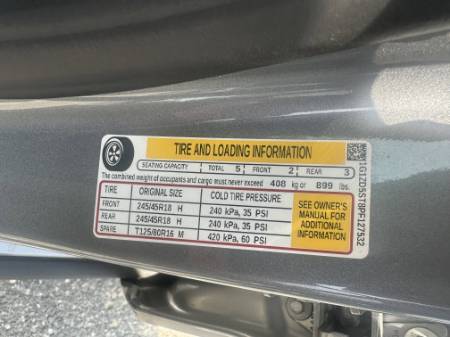 TIRE AND LOADING INFORMATION
SEATING CAPACITY TOTAL 5 FRONT 2 REAR 3
The combined weight of occupants and cargo must never exceed 408 kg or 899 lbs.
TIRE ORIGINAL SIZE COLD TIRE PRESSURE
FRONT 245/45R18 H 240 kPa, 35 PSI
REAR 245/45R18 H 240 kPa, 35 PSI
SPARE T125/80R16 M 420 kPa, 60 PSI
SEE OWNER'S
MANUAL FOR
ADDITIONAL
INFORMATION
1G1ZD5ST8PF127532